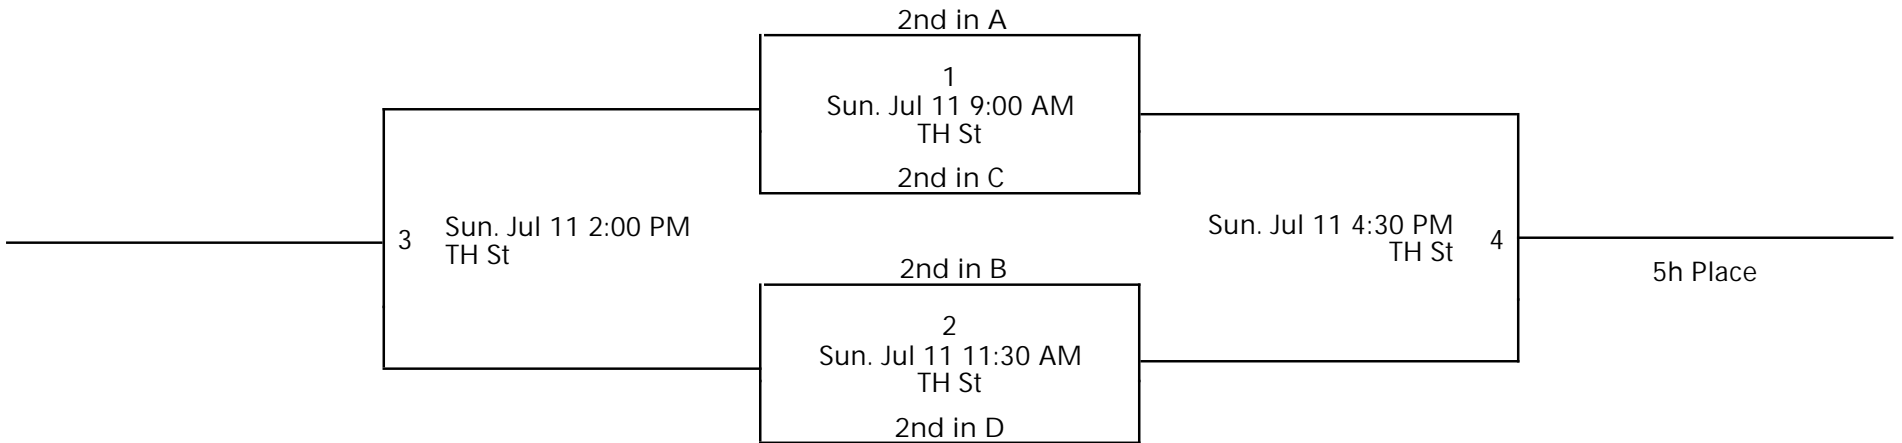 2nd in A
1
Sun. Jul 11 9:00 AM
TH St
2nd in C
3
Sun. Jul 11 2:00 PM
TH St
Sun. Jul 11 4:30 PM
TH St
4
5h Place
2nd in B
2
Sun. Jul 11 11:30 AM
TH St
2nd in D